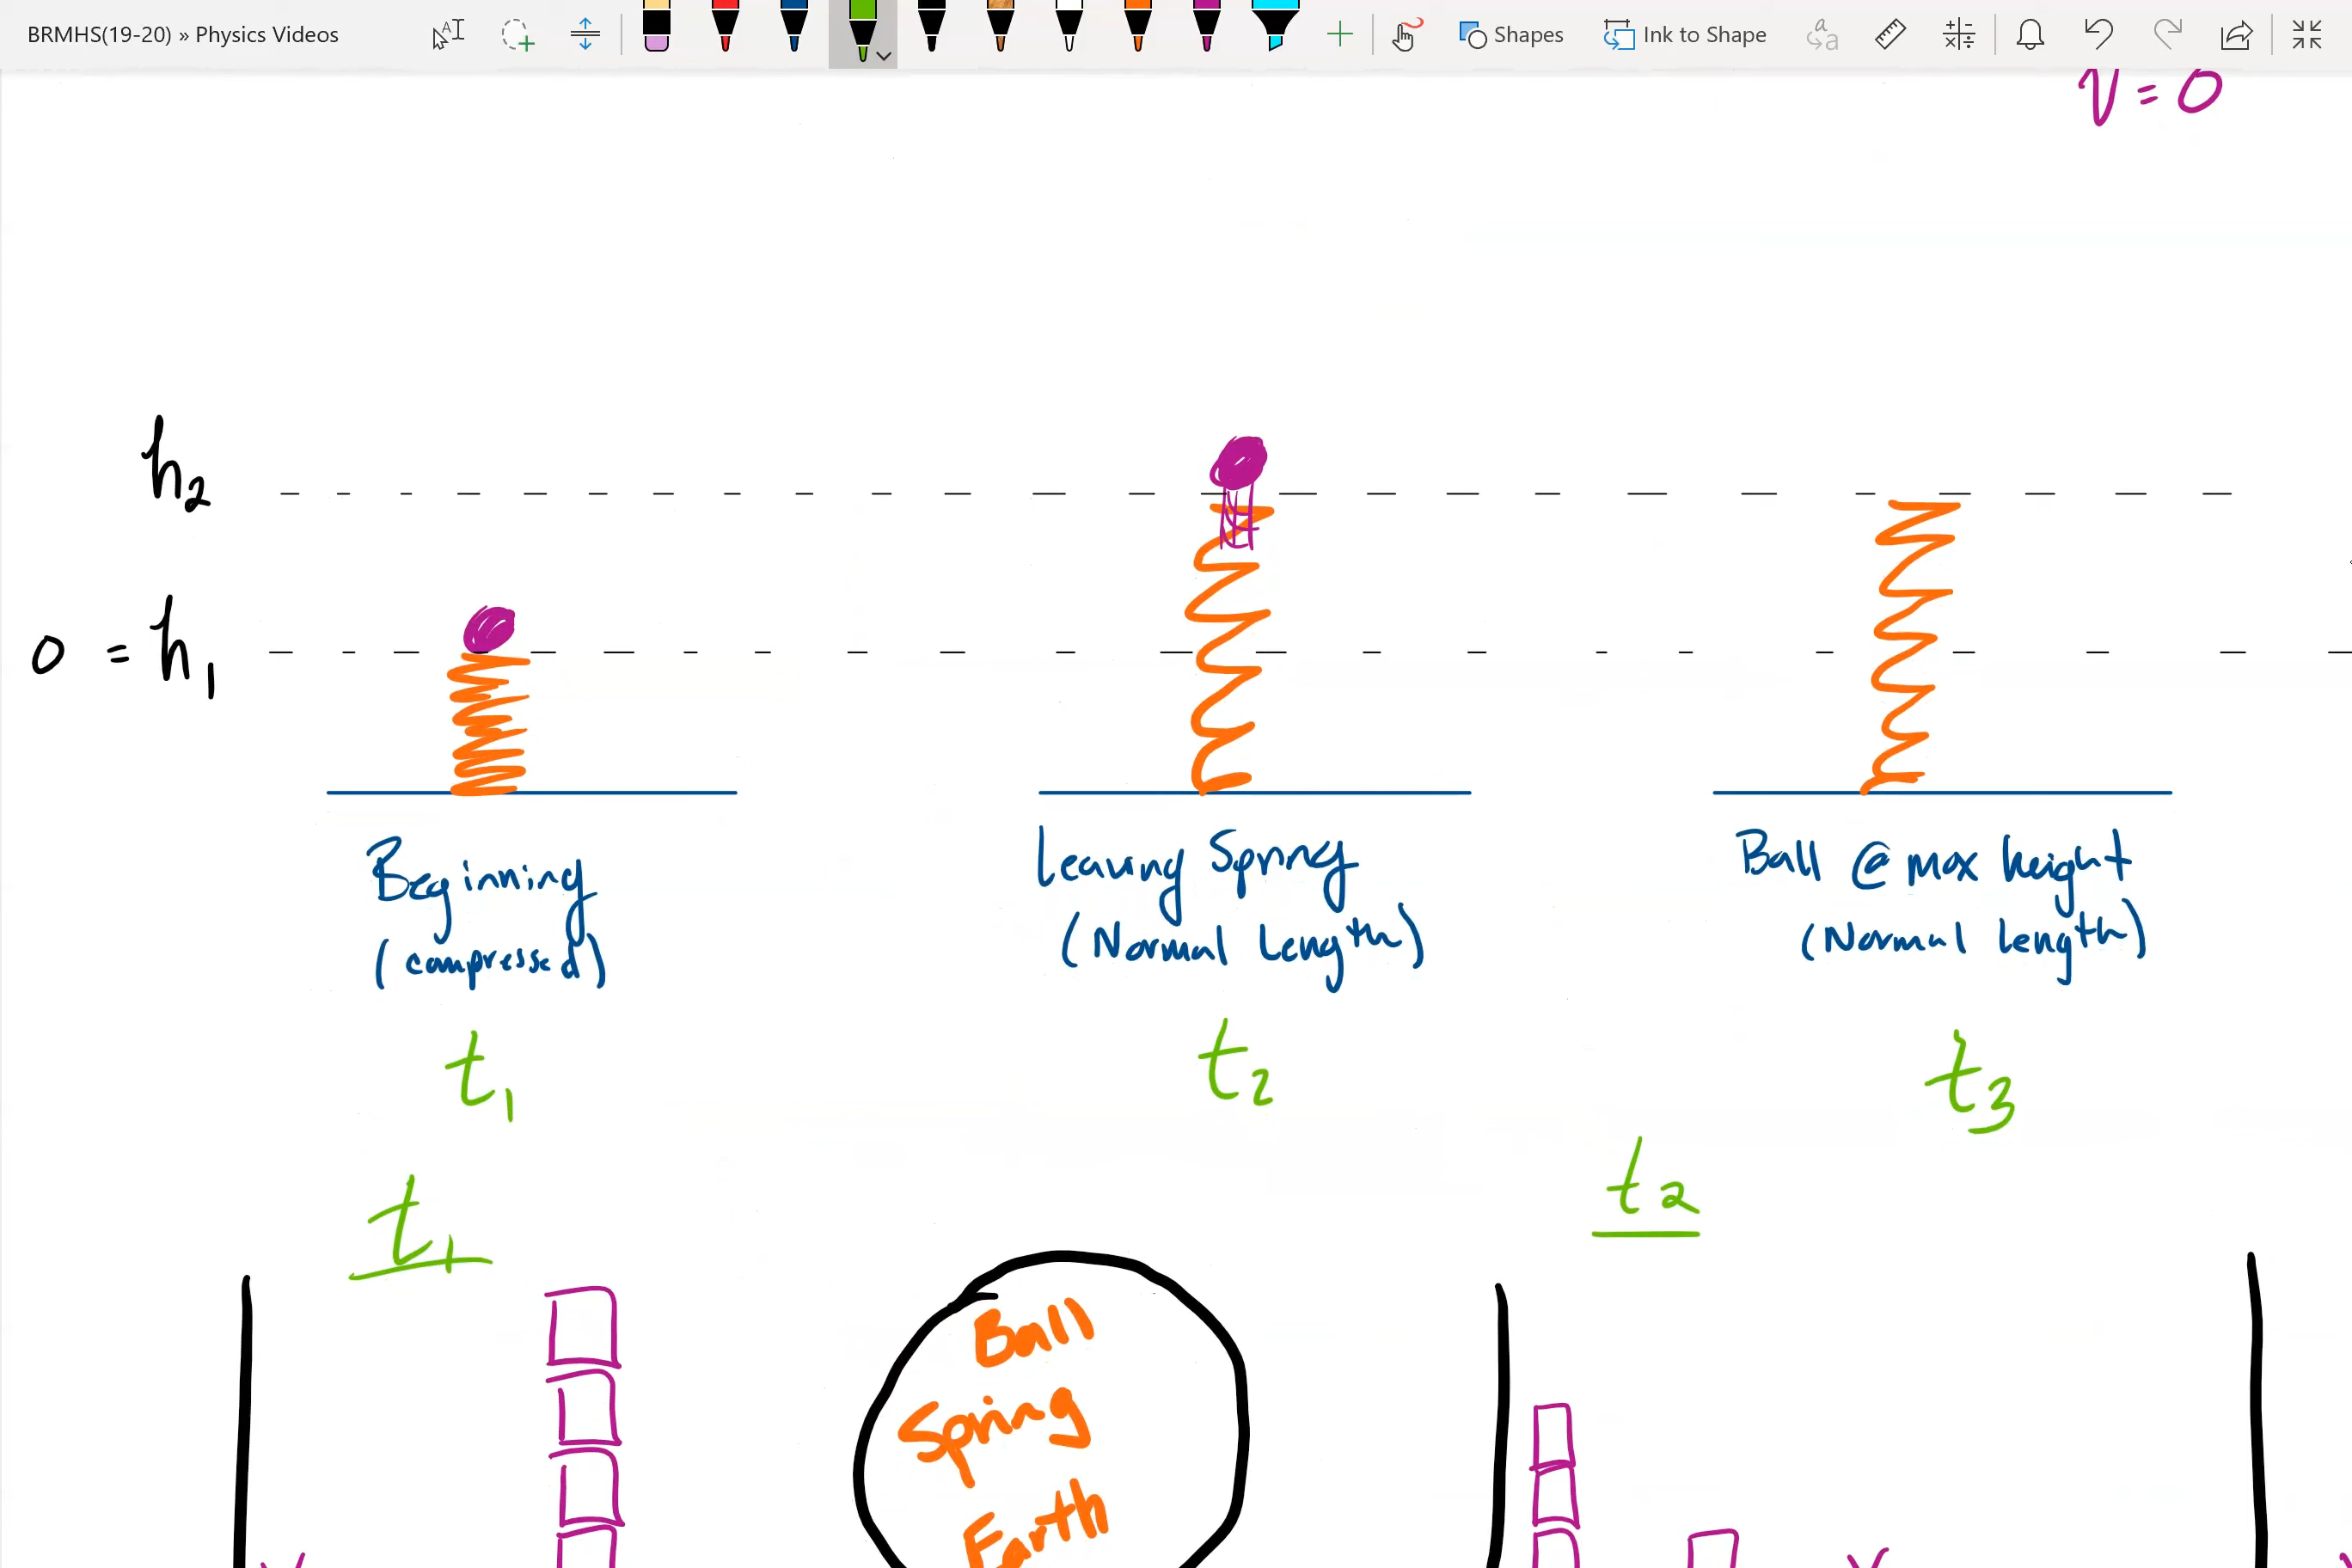 BRMHS(19-20) » Physics Videos
Shapes
Ink to Shape
V = 0
h2
0 = h1
Beginning
(compressed)
Leaving Spring
(Normal Length)
Ball @ max height
(Normal Length)
t1
t2
t3
t1
t2
Ball
Spring
Earth